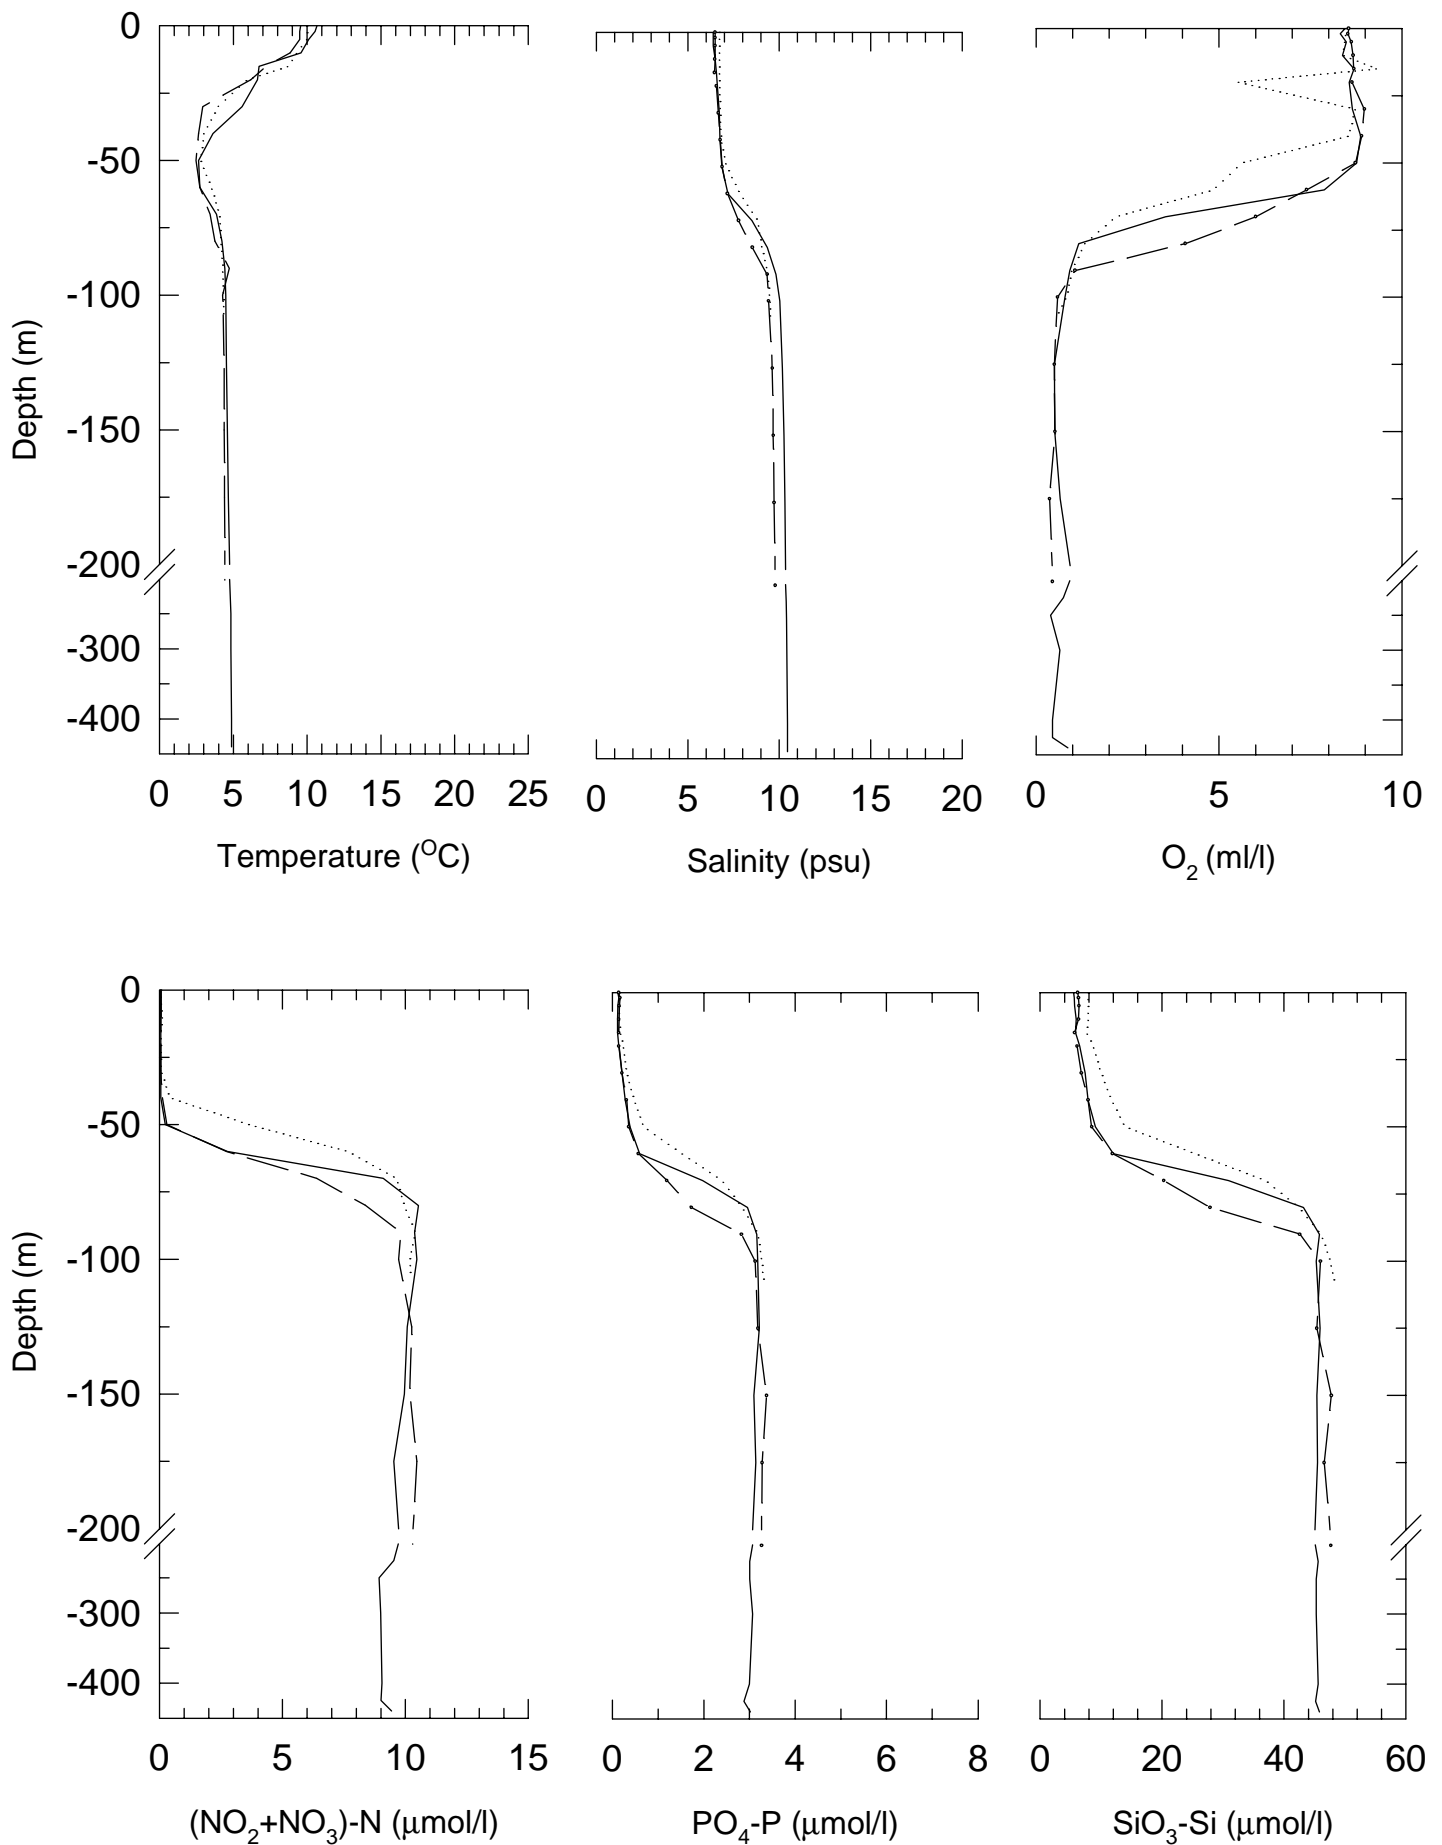 0
-50
-100
-150
-200
-300
-400
Depth (m)
0 5 10 15 20 25
Temperature (ᴼC)
0 5 10 15 20
Salinity (psu)
0 5 10
O₂ (ml/l)
0
-50
-100
-150
-200
-300
-400
Depth (m)
0 5 10 15
(NO₂+NO₃)-N (μmol/l)
0 2 4 6 8
PO₄-P (μmol/l)
0 20 40 60
SiO₃-Si (μmol/l)